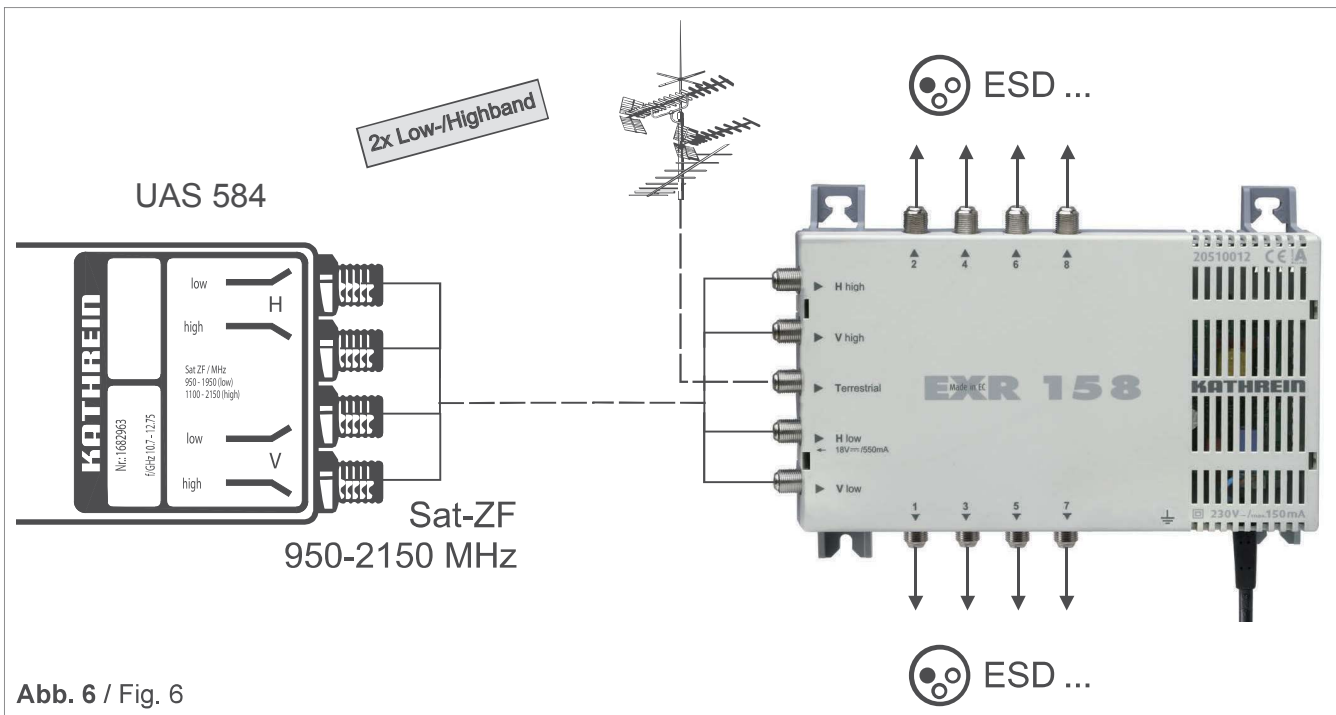 2x Low-/Highband
ESD ...
UAS 584
KATHREIN
Nr.: 1682963
f/GHz 10.7 - 12.75
low
H
high
Sat ZF / MHz
950 - 1950 (low)
1100 - 2150 (high)
low
V
high
Sat-ZF
950-2150 MHz
2
4
6
8
20510012 CE A
H high
V high
Terrestrial
H low
18V⎓/550mA
V low
Made in EC
EXR 158
KATHREIN
1
3
5
7
230V~/max.150mA
ESD ...
Abb. 6 / Fig. 6